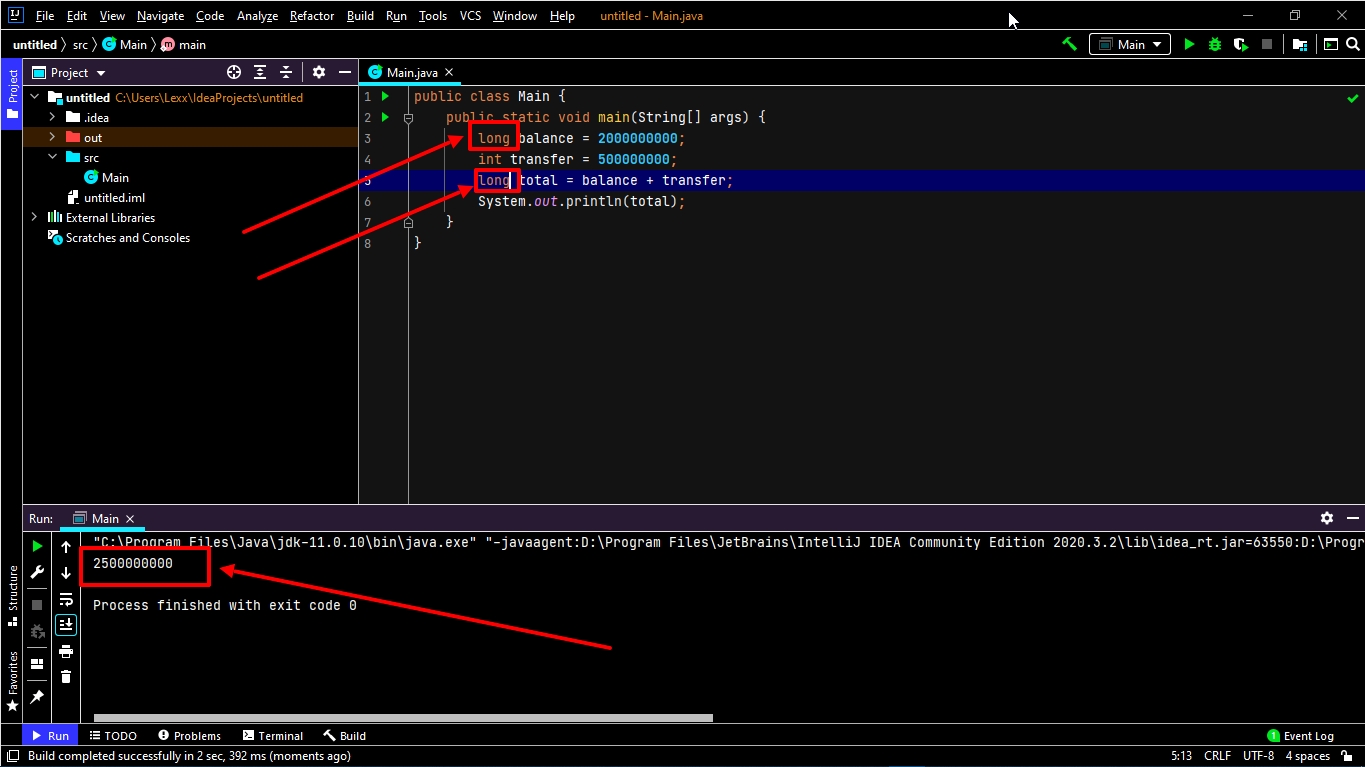 IJ File Edit View Navigate Code Analyze Refactor Build Run Tools VCS Window Help untitled - Main.java
untitled src C Main m main Main
Project Project
untitled C:\Users\Lexx\IdeaProjects\untitled
.idea
out
src
C Main
untitled.iml
External Libraries
Scratches and Consoles
C Main.java
1 public class Main {
2 public static void main(String[] args) {
3 long balance = 2000000000;
4 int transfer = 500000000;
5 long total = balance + transfer;
6 System.out.println(total);
7 }
8 }
Run: Main
"C:\Program Files\Java\jdk-11.0.10\bin\java.exe" "-javaagent:D:\Program Files\JetBrains\IntelliJ IDEA Community Edition 2020.3.2\lib\idea_rt.jar=63550:D:\Progr
2500000000
Process finished with exit code 0
Structure
Favorites
Run TODO Problems Terminal Build 1 Event Log
Build completed successfully in 2 sec, 392 ms (moments ago) 5:13 CRLF UTF-8 4 spaces